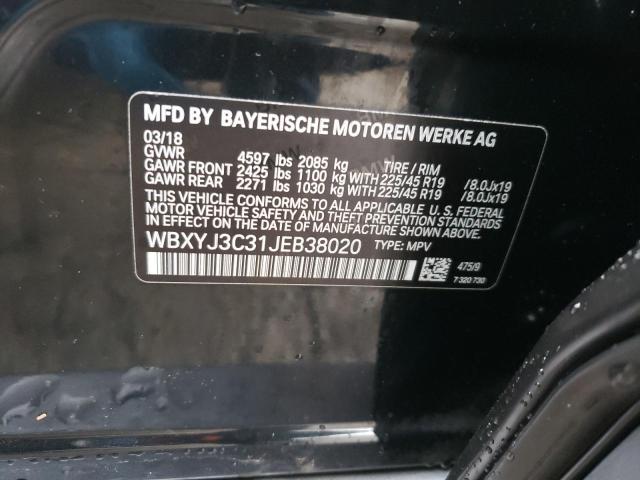 MFD BY BAYERISCHE MOTOREN WERKE AG
03/18
GVWR 4597 lbs 2085 kg TIRE / RIM
GAWR FRONT 2425 lbs 1100 kg WITH 225/45 R19 /8.0Jx19
GAWR REAR 2271 lbs 1030 kg WITH 225/45 R19 /8.0Jx19
THIS VEHICLE CONFORMS TO ALL APPLICABLE U. S. FEDERAL
MOTOR VEHICLE SAFETY, BUMPER AND THEFT PREVENTION STANDARDS
IN EFFECT ON THE DATE OF MANUFACTURE SHOWN ABOVE.
WBXYJ3C31JEB38020 TYPE: MPV
475/9
7 320 730